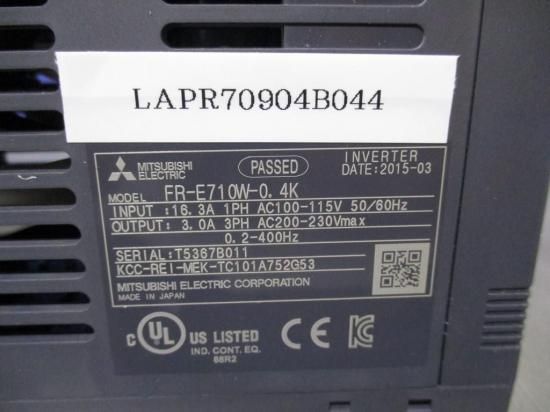 LAPR70904B044
MITSUBISHI ELECTRIC
PASSED
INVERTER
DATE:2015-03
MODEL FR-E710W-0.4K
INPUT :16.3A 1PH AC100-115V 50/60Hz
OUTPUT: 3.0A 3PH AC200-230Vmax
0.2-400Hz
SERIAL:T5367B011
KCC-REI-MEK-TC101A752G53
MITSUBISHI ELECTRIC CORPORATION
MADE IN JAPAN
C UL US LISTED
IND. CONT. EQ.
88R2
CE